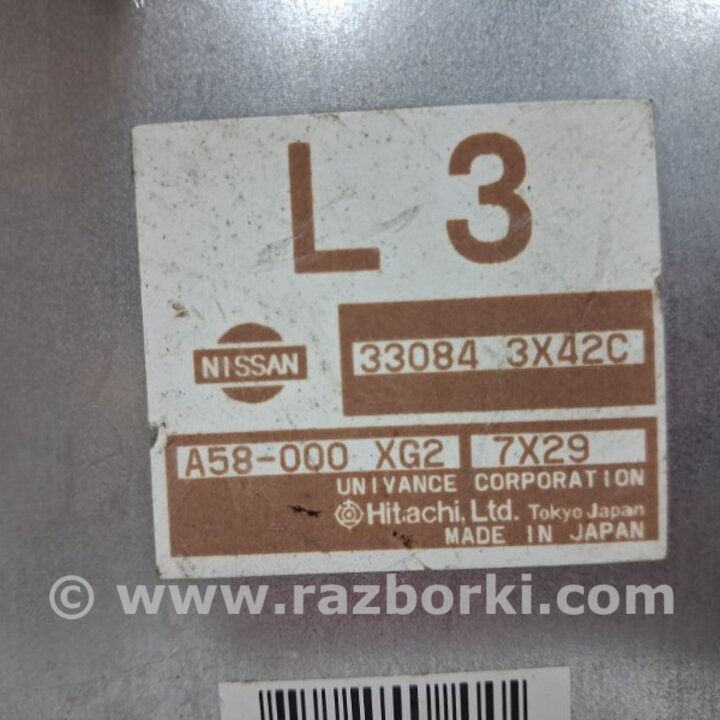 L 3
NISSAN
33084 3X42C
A58-000 XG2 7X29
UNIVANCE CORPORATION
Hitachi, Ltd. Tokyo Japan
MADE IN JAPAN
© www.razborki.com